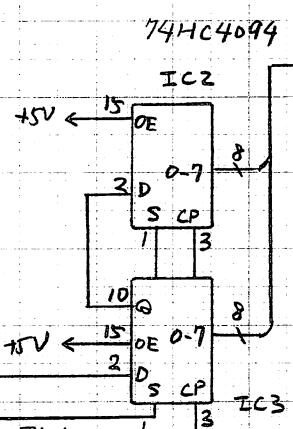 74HC4094
IC2
+5V 15 OE
8
2 D 0-7
S CP
1 3
10 Q
8
+5V 15 OE 0-7
2 D
S CP
IC3
1 3